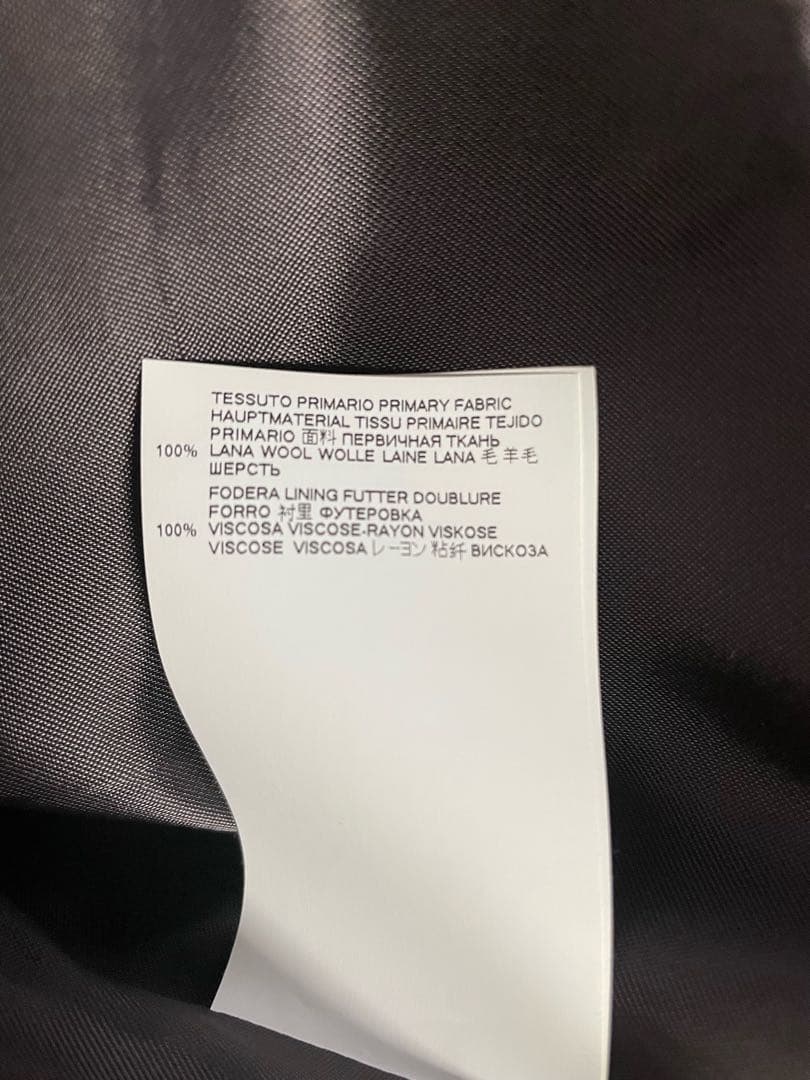 TESSUTO PRIMARIO PRIMARY FABRIC
HAUPTMATERIAL TISSU PRIMAIRE TEJIDO
PRIMARIO 面料 ПЕРВИЧНАЯ ТКАНЬ
100% LANA WOOL WOLLE LAINE LANA 毛 羊毛
ШЕРСТЬ
FODERA LINING FUTTER DOUBLURE
FORRO 衬里 ФУТЕРОВКА
100% VISCOSA VISCOSE-RAYON VISKOSE
VISCOSE VISCOSA レーヨン 粘纤 ВИСКОЗА